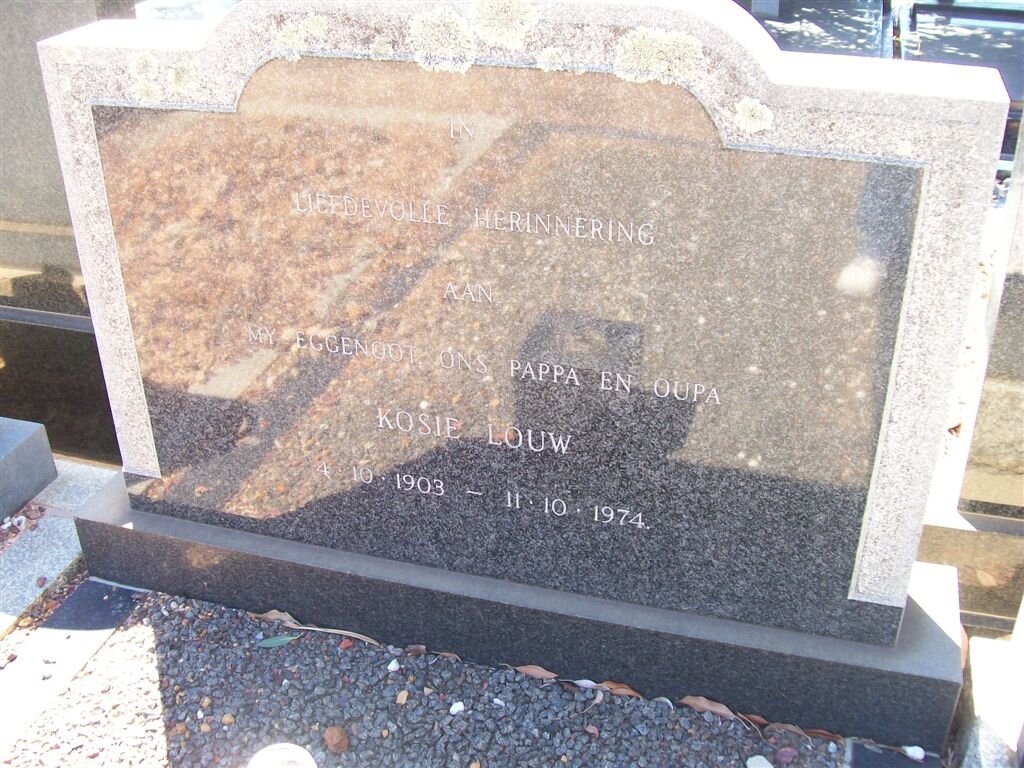 IN
LIEFDEVOLLE HERINNERING
AAN
MY EGGENOOT, ONS PAPPA EN OUPA
KOSIE LOUW
4·10·1903 — 11·10·1974.